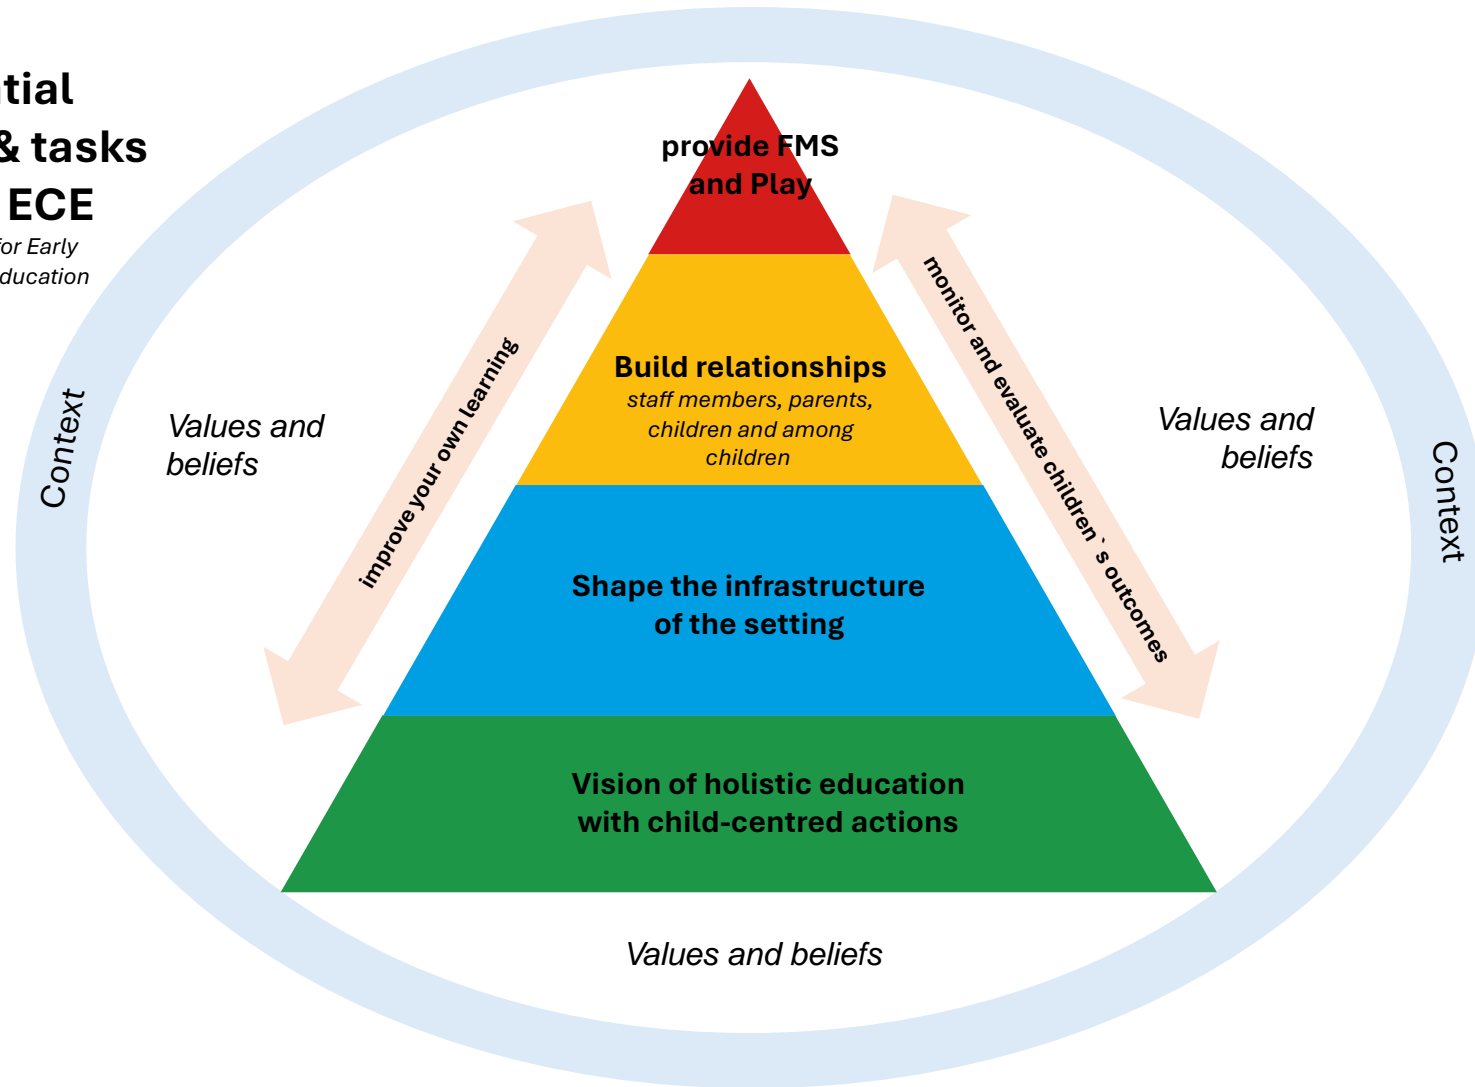 & tasks
ECE
for Early
provide FMS
and Play
Build relationships
staff members, parents,
children and among
children
Shape the infrastructure
of the setting
Vision of holistic education
with child-centred actions
improve your own learning
monitor and evaluate children`s outcomes
Values and
beliefs
Values and
beliefs
Values and beliefs
Context
Context